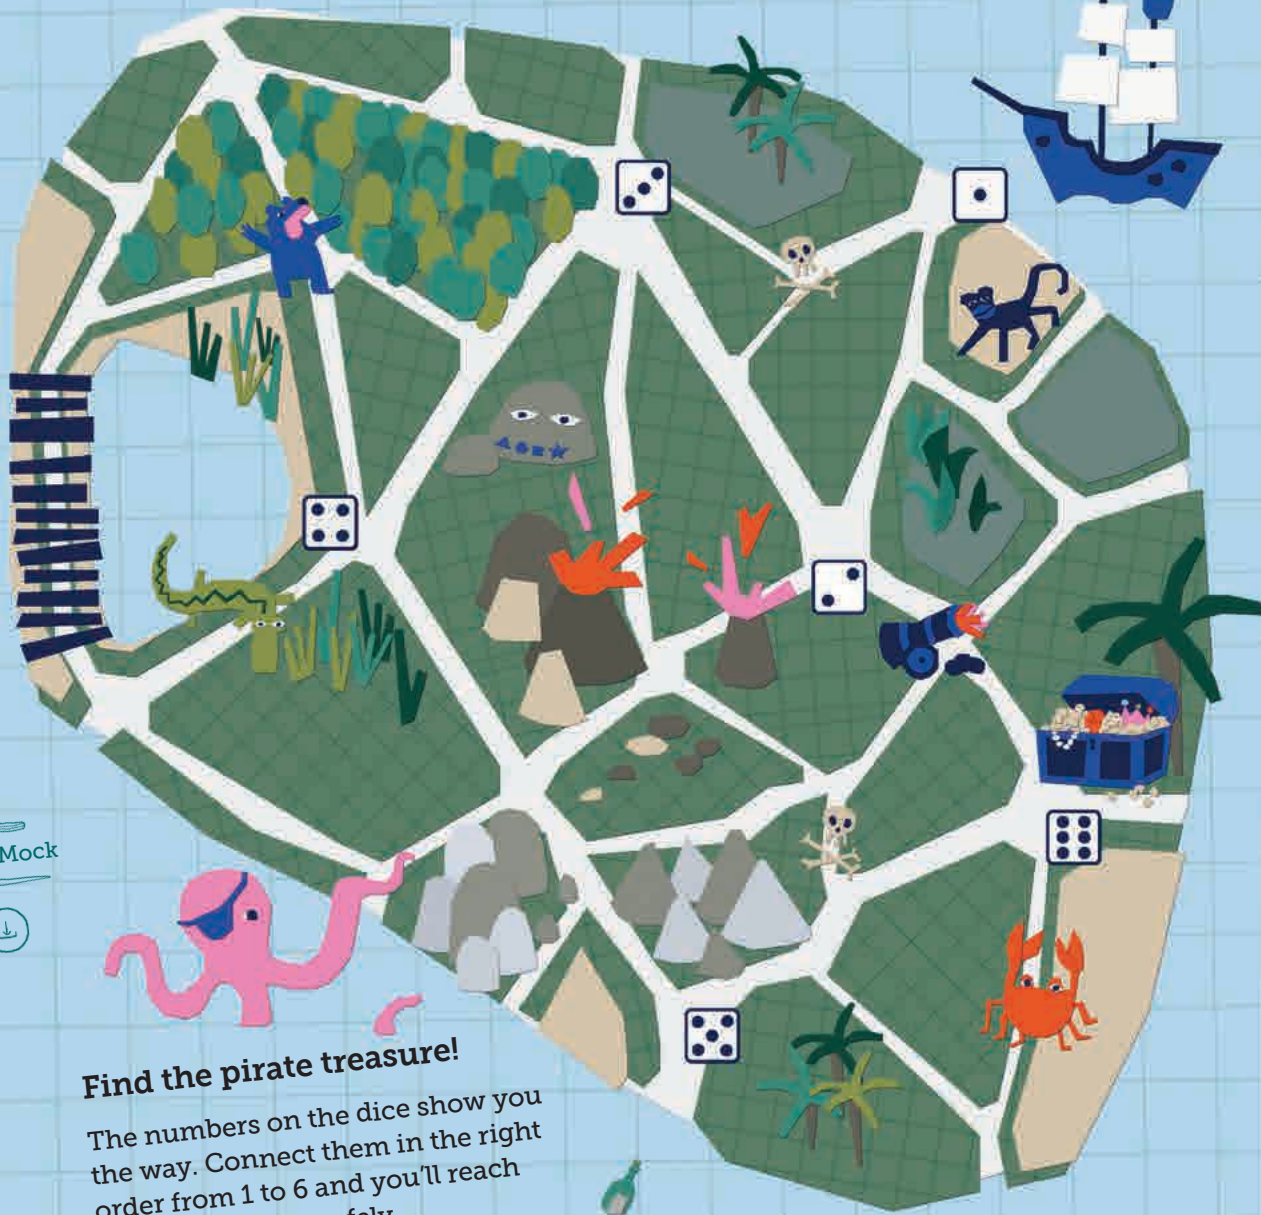 Mock
Find the pirate treasure!
The numbers on the dice show you
the way. Connect them in the right
order from 1 to 6 and you'll reach